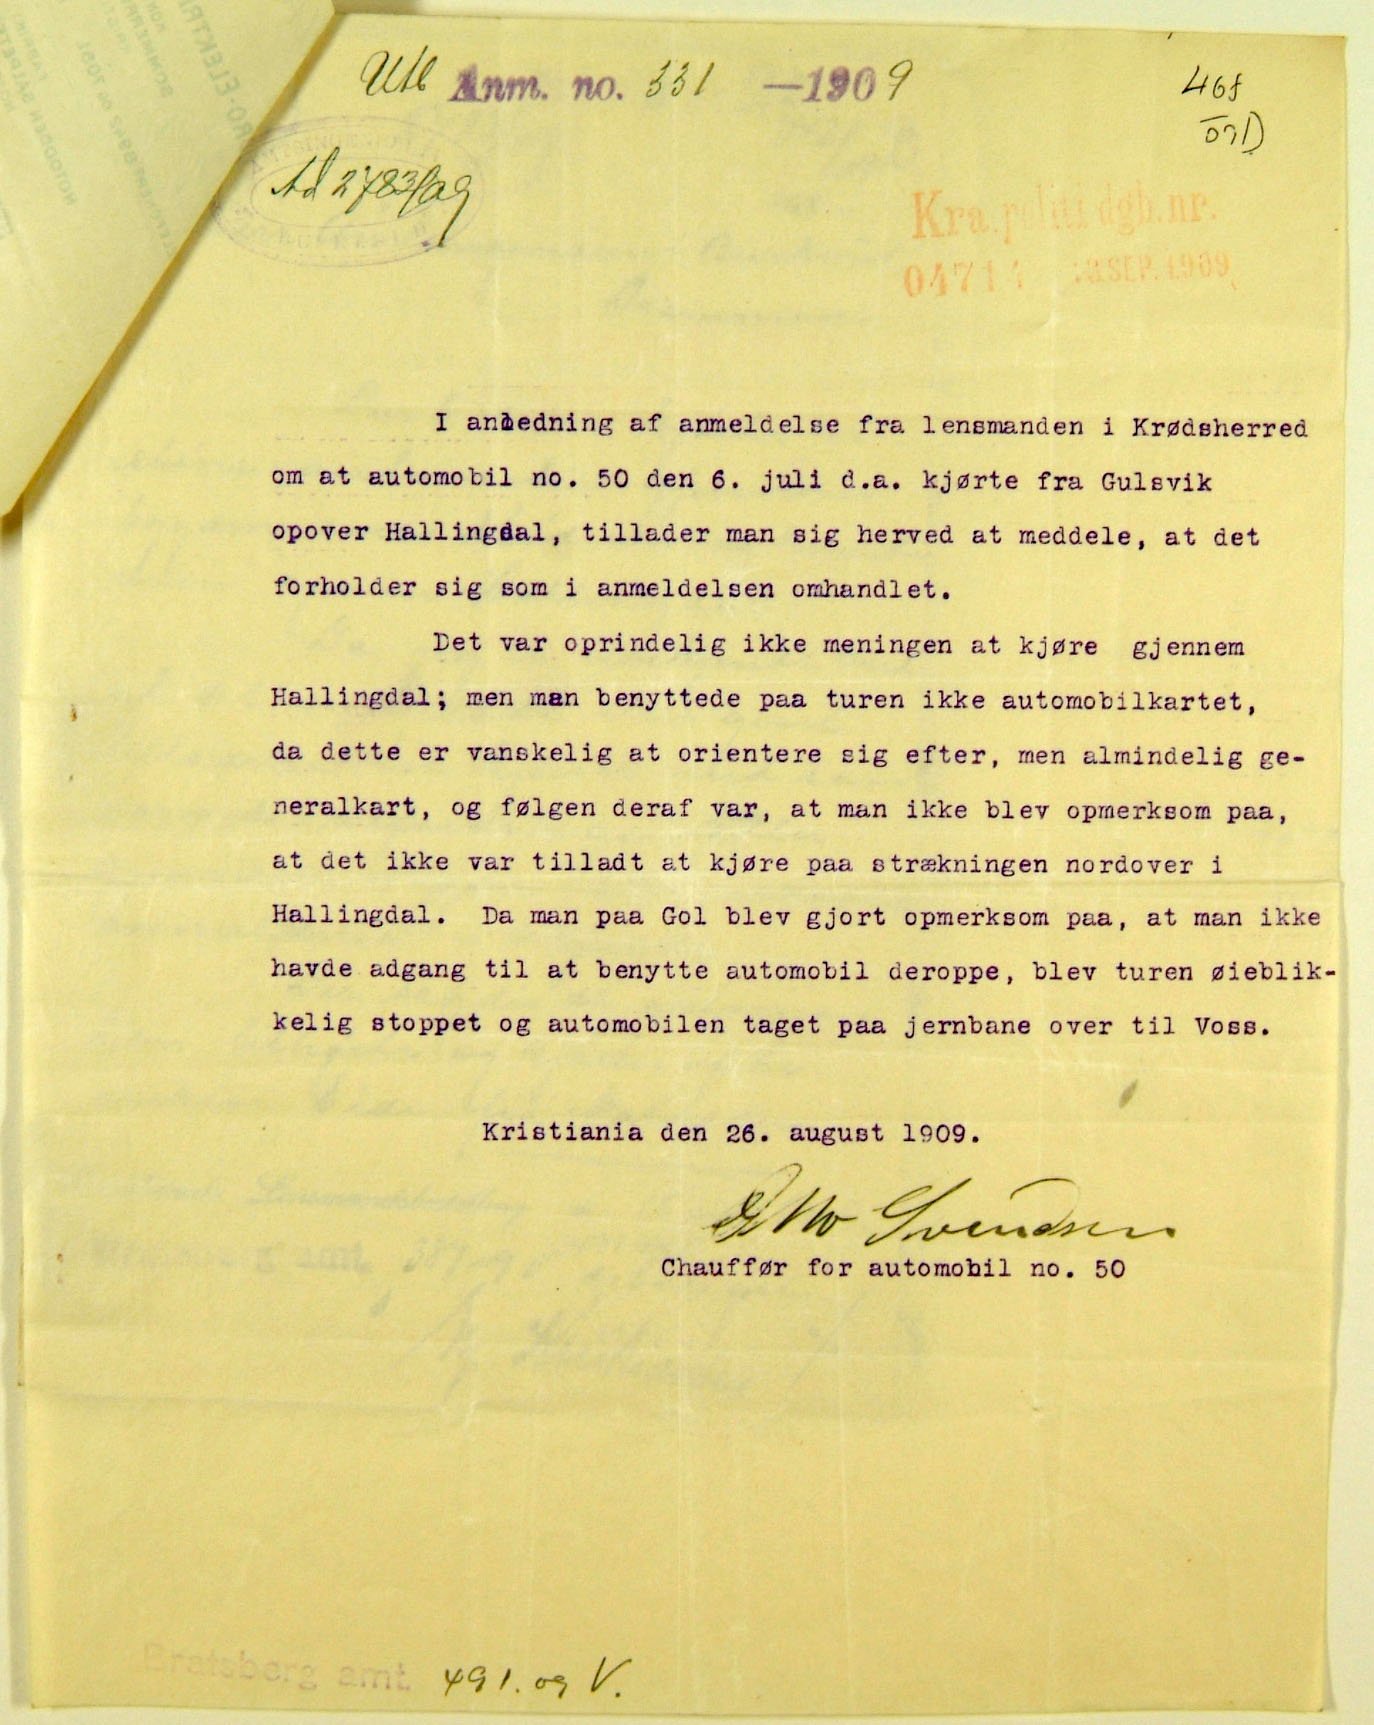 Anm. no. 331 —1909
468
Ad 2783/09
Kra. politi dgb. nr.
SEP. 1909
I anledning af anmeldelse fra lensmanden i Krødsherred
om at automobil no. 50 den 6. juli d.a. kjørte fra Gulsvik
opover Hallingdal, tillader man sig herved at meddele, at det
forholder sig som i anmeldelsen omhandlet.
Det var oprindelig ikke meningen at kjøre gjennem
Hallingdal; men man benyttede paa turen ikke automobilkartet,
da dette er vanskelig at orientere sig efter, men almindelig ge-
neralkart, og følgen deraf var, at man ikke blev opmerksom paa,
at det ikke var tilladt at kjøre paa strækningen nordover i
Hallingdal. Da man paa Gol blev gjort opmerksom paa, at man ikke
havde adgang til at benytte automobil deroppe, blev turen øieblik-
kelig stoppet og automobilen taget paa jernbane over til Voss.
Kristiania den 26. august 1909.
Otto Svendsen
Chauffør for automobil no. 50
Bratsberg amt. 491. og V.